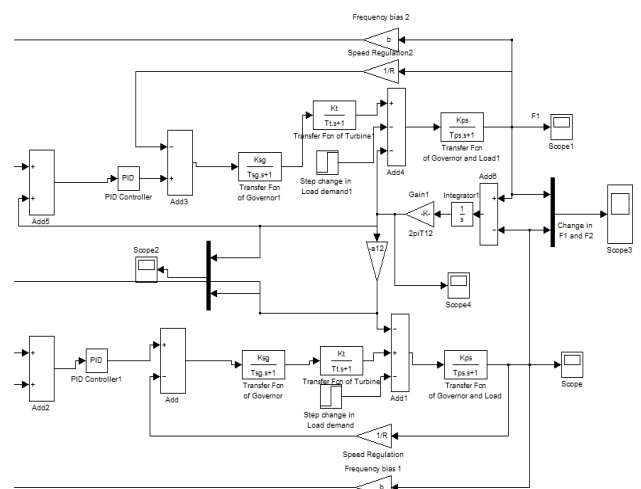 Frequency bias 2
b
Speed Regulation2
1/R
Kt
Tt.s+1
Transfer Fcn of Turbine1
Kps
Tps.s+1
Transfer Fcn
of Governor and Load1
F1
Scope1
+
+
Add5
PID
PID Controller
−
+
Add3
Ksg
Tsg.s+1
Transfer Fcn
of Governor1
Step change in
Load demand1
+
−
−
Add4
Gain1
-K-
2piT12
Integrator1
1
s
Add6
+
−
Change in
F1 and F2
Scope3
Scope2
-a12
Scope4
+
+
Add2
PID
PID Controller1
+
−
Add
Ksg
Tsg.s+1
Transfer Fcn
of Governor
Kt
Tt.s+1
Transfer Fcn of Turbine
Step change in
Load demand
−
+
−
Add1
Kps
Tps.s+1
Transfer Fcn
of Governor and Load
Scope
1/R
Speed Regulation
Frequency bias 1
b